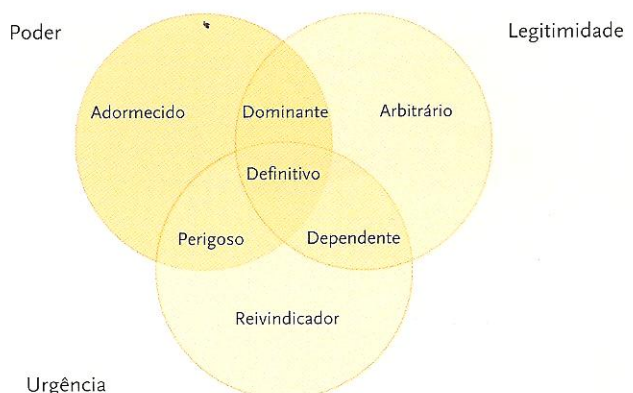 Poder
Legitimidade
Adormecido
Dominante
Arbitrário
Definitivo
Perigoso
Dependente
Reivindicador
Urgência